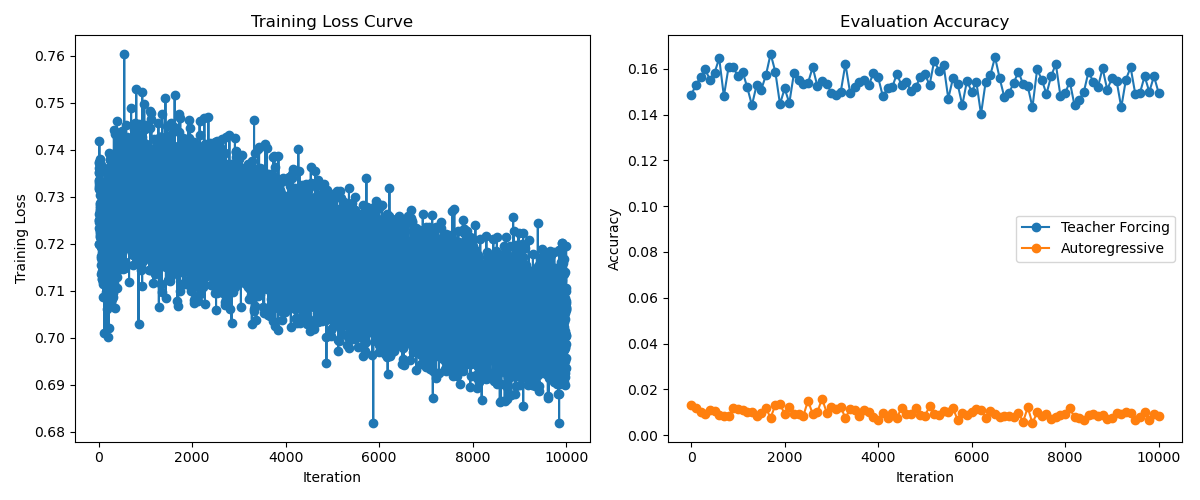 Training Loss Curve
0.76
0.75
0.74
0.73
0.72
0.71
0.70
0.69
0.68
Training Loss
0 2000 4000 6000 8000 10000
Iteration
Evaluation Accuracy
0.16
0.14
0.12
0.10
0.08
0.06
0.04
0.02
0.00
Accuracy
Teacher Forcing
Autoregressive
0 2000 4000 6000 8000 10000
Iteration